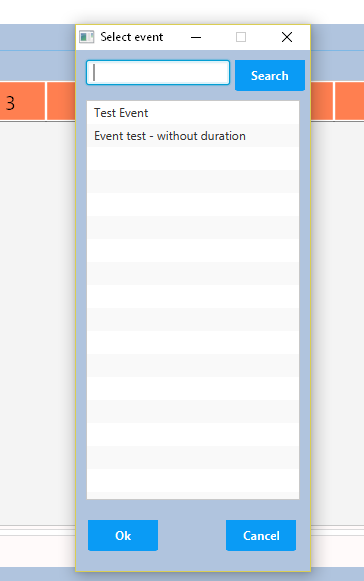 Select event
3
Search
Test Event
Event test - without duration
Ok
Cancel